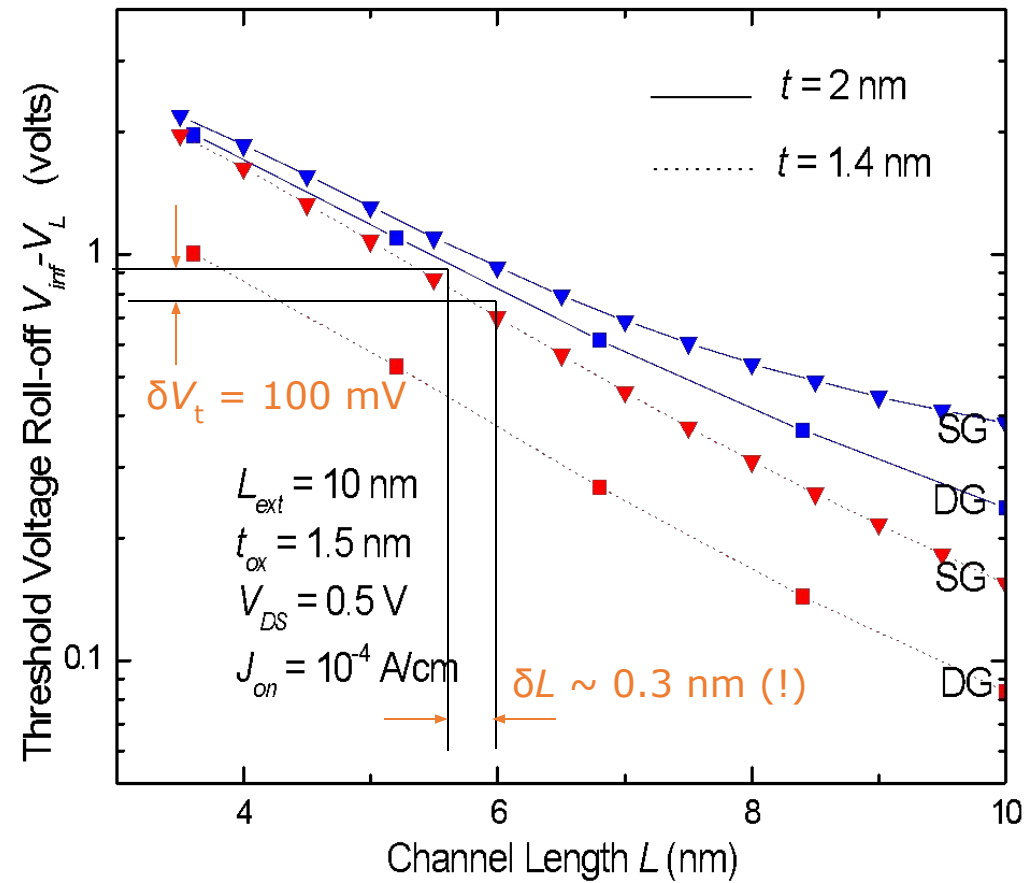 Threshold Voltage Roll-off V_inf-V_L (volts)
t = 2 nm
t = 1.4 nm
1
0.1
δV_t = 100 mV
L_ext = 10 nm
t_ox = 1.5 nm
V_DS = 0.5 V
J_on = 10^-4 A/cm
δL ~ 0.3 nm (!)
SG
DG
SG
DG
4 6 8 10
Channel Length L (nm)